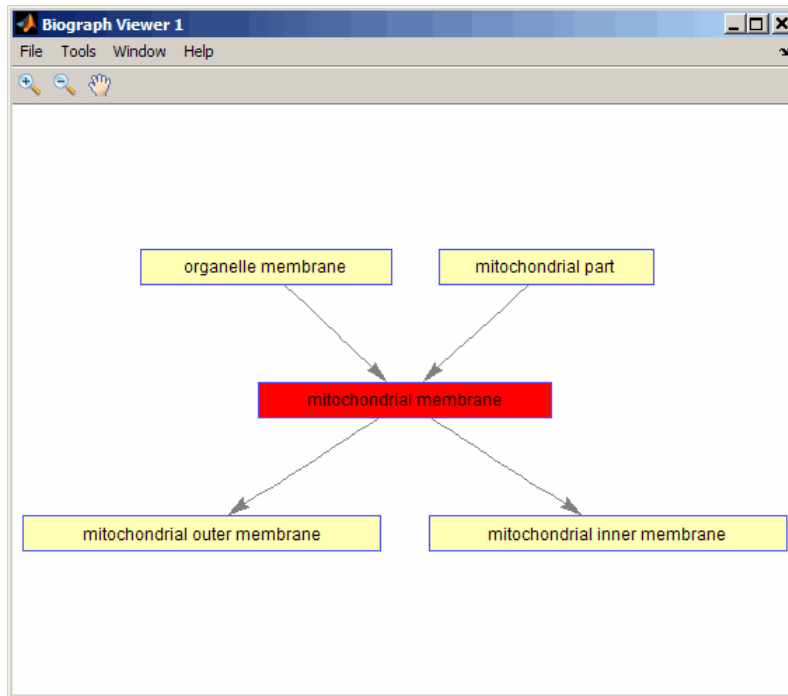 Biograph Viewer 1
File Tools Window Help
organelle membrane mitochondrial part
mitochondrial membrane
mitochondrial outer membrane mitochondrial inner membrane